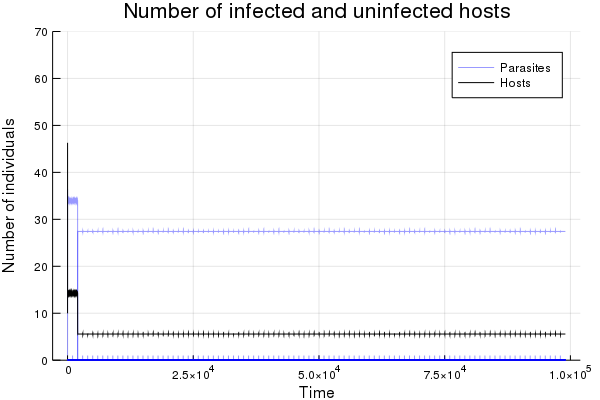 Number of infected and uninfected hosts
Number of individuals
70
60
50
40
30
20
10
0
Parasites
Hosts
0 2.5×10⁴ 5.0×10⁴ 7.5×10⁴ 1.0×10⁵
Time